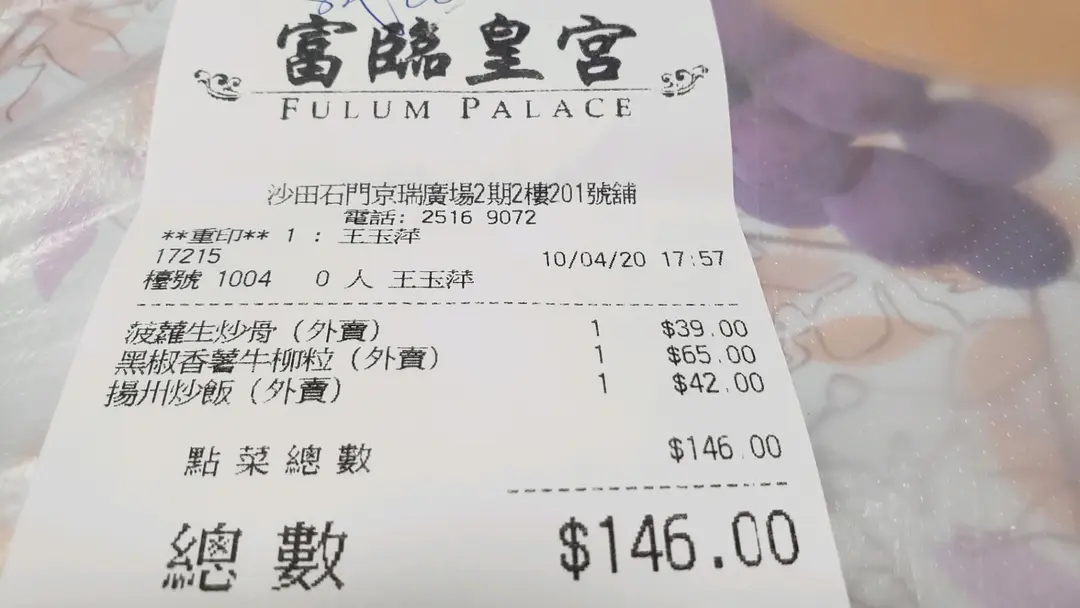 富臨皇宮
FULUM PALACE
沙田石門京瑞廣場2期2樓201號舖
電話: 2516 9072
**重印** 1 : 王玉萍
17215 10/04/20 17:57
檯號 1004 0 人 王玉萍
菠蘿生炒骨 (外賣) 1 $39.00
黑椒香薯牛柳粒 (外賣) 1 $65.00
揚州炒飯 (外賣) 1 $42.00
點菜總數 $146.00
總數 $146.00